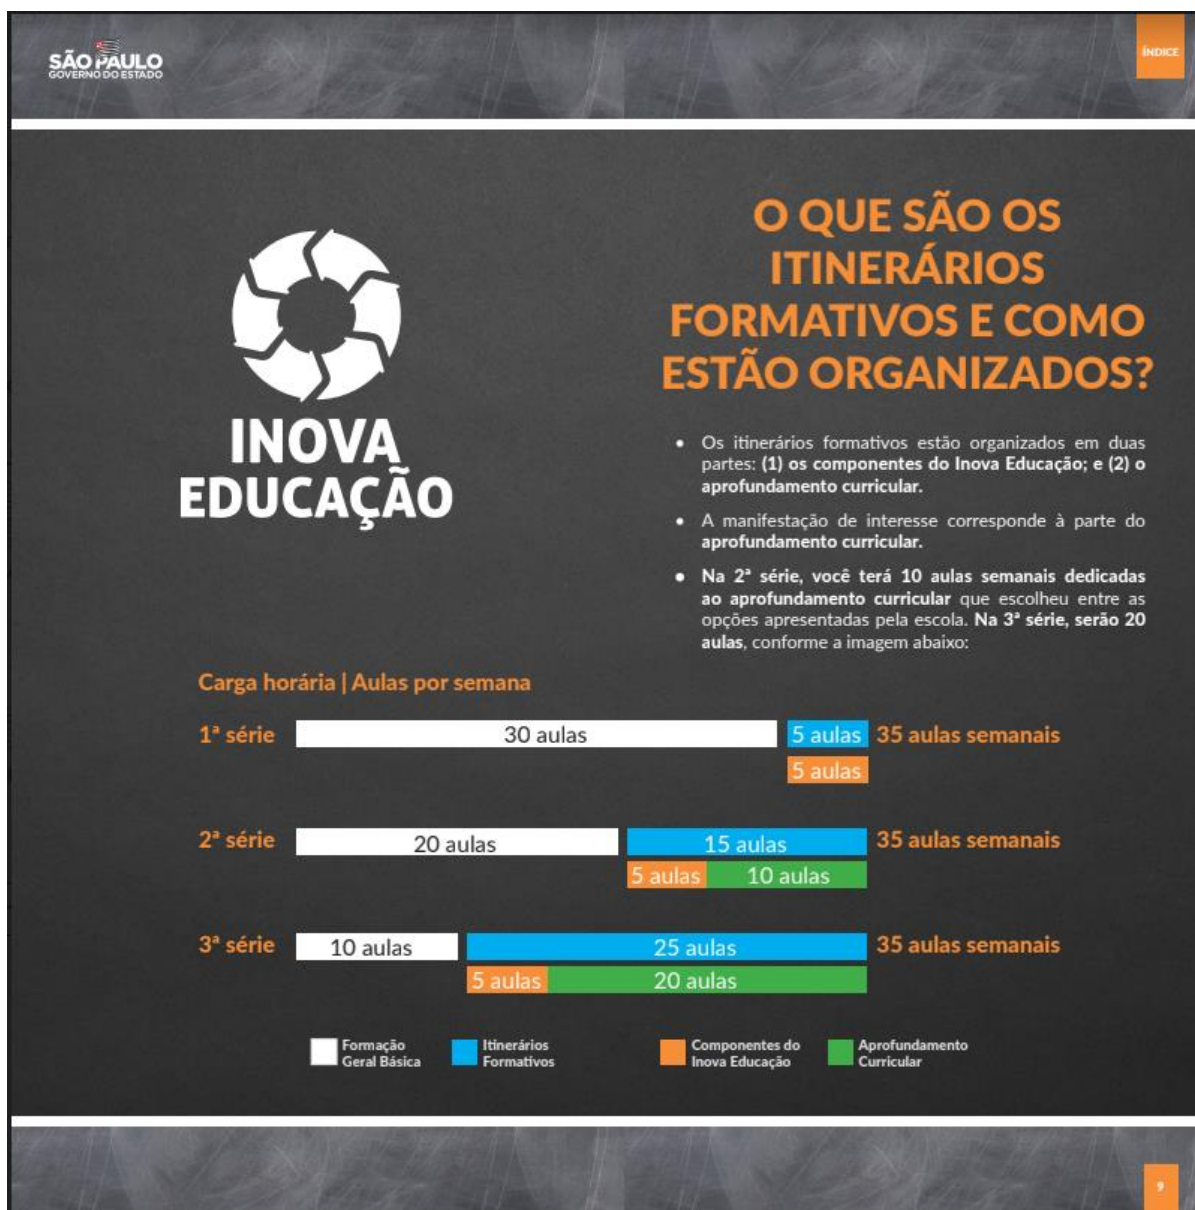 SÃO PAULO
GOVERNO DO ESTADO
ÍNDICE
INOVA
EDUCAÇÃO
O QUE SÃO OS
ITINERÁRIOS
FORMATIVOS E COMO
ESTÃO ORGANIZADOS?
• Os itinerários formativos estão organizados em duas
partes: (1) os componentes do Inova Educação; e (2) o
aprofundamento curricular.
• A manifestação de interesse corresponde à parte do
aprofundamento curricular.
• Na 2ª série, você terá 10 aulas semanais dedicadas
ao aprofundamento curricular que escolheu entre as
opções apresentadas pela escola. Na 3ª série, serão 20
aulas, conforme a imagem abaixo:
Carga horária | Aulas por semana
1ª série 30 aulas 5 aulas 35 aulas semanais
5 aulas
2ª série 20 aulas 15 aulas 35 aulas semanais
5 aulas 10 aulas
3ª série 10 aulas 25 aulas 35 aulas semanais
5 aulas 20 aulas
Formação
Geral Básica
Itinerários
Formativos
Componentes do
Inova Educação
Aprofundamento
Curricular
9